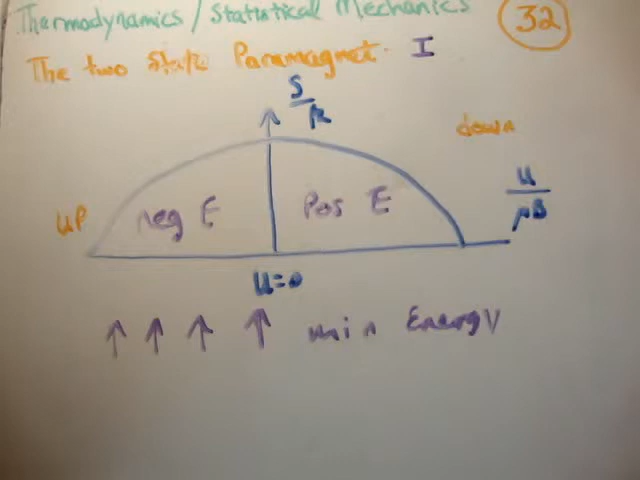 Thermodynamics / Statistical Mechanics
32
The two state Paramagnet I
S/k
down
up
neg E
Pos E
U/μB
U=0
↑ ↑ ↑ ↑ min Energy